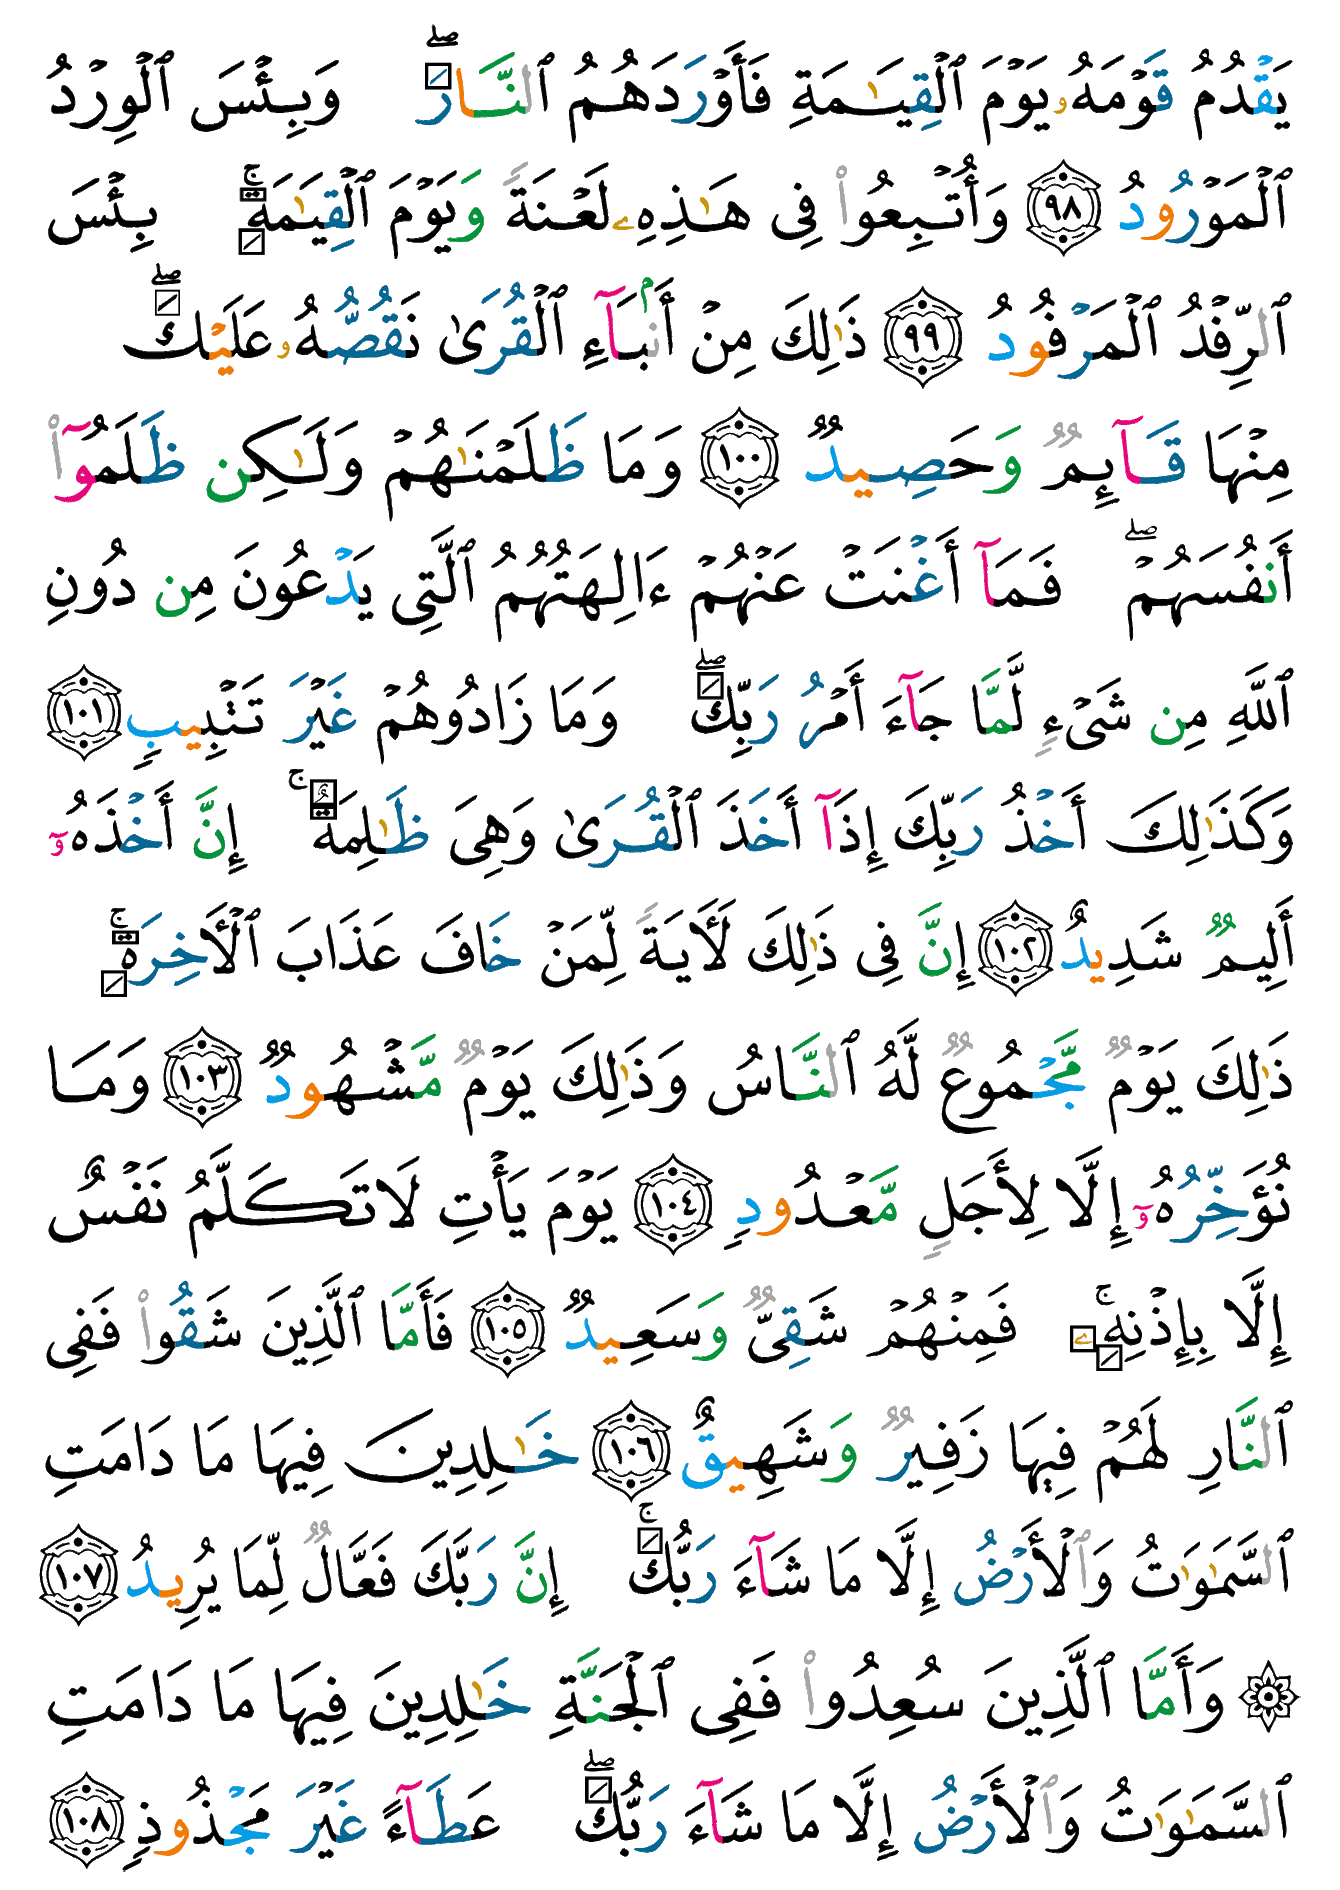 يَقۡدُمُ قَوۡمَهُۥ يَوۡمَ ٱلۡقِيَٰمَةِ فَأَوۡرَدَهُمُ ٱلنَّارَۖ وَبِئۡسَ ٱلۡوِرۡدُ
ٱلۡمَوۡرُودُ ٩٨ وَأُتۡبِعُواْ فِي هَٰذِهِۦ لَعۡنَةٗ وَيَوۡمَ ٱلۡقِيَٰمَةِۚ بِئۡسَ
ٱلرِّفۡدُ ٱلۡمَرۡفُودُ ٩٩ ذَٰلِكَ مِنۡ أَنۢبَآءِ ٱلۡقُرَىٰ نَقُصُّهُۥ عَلَيۡكَۖ
مِنۡهَا قَآئِمٞ وَحَصِيدٞ ١٠٠ وَمَا ظَلَمۡنَٰهُمۡ وَلَٰكِن ظَلَمُوٓاْ
أَنفُسَهُمۡۖ فَمَآ أَغۡنَتۡ عَنۡهُمۡ ءَالِهَتُهُمُ ٱلَّتِي يَدۡعُونَ مِن دُونِ
ٱللَّهِ مِن شَيۡءٖ لَّمَّا جَآءَ أَمۡرُ رَبِّكَۖ وَمَا زَادُوهُمۡ غَيۡرَ تَتۡبِيبٖ ١٠١
وَكَذَٰلِكَ أَخۡذُ رَبِّكَ إِذَآ أَخَذَ ٱلۡقُرَىٰ وَهِيَ ظَٰلِمَةٌۚ إِنَّ أَخۡذَهُۥٓ
أَلِيمٞ شَدِيدٌ ١٠٢ إِنَّ فِي ذَٰلِكَ لَأٓيَةٗ لِّمَنۡ خَافَ عَذَابَ ٱلۡأٓخِرَةِۚ
ذَٰلِكَ يَوۡمٞ مَّجۡمُوعٞ لَّهُ ٱلنَّاسُ وَذَٰلِكَ يَوۡمٞ مَّشۡهُودٞ ١٠٣ وَمَا
نُؤَخِّرُهُۥٓ إِلَّا لِأَجَلٖ مَّعۡدُودٖ ١٠٤ يَوۡمَ يَأۡتِ لَا تَكَلَّمُ نَفۡسٌ
إِلَّا بِإِذۡنِهِۦۚ فَمِنۡهُمۡ شَقِيّٞ وَسَعِيدٞ ١٠٥ فَأَمَّا ٱلَّذِينَ شَقُواْ فَفِي
ٱلنَّارِ لَهُمۡ فِيهَا زَفِيرٞ وَشَهِيقٌ ١٠٦ خَٰلِدِينَ فِيهَا مَا دَامَتِ
ٱلسَّمَٰوَٰتُ وَٱلۡأَرۡضُ إِلَّا مَا شَآءَ رَبُّكَۚ إِنَّ رَبَّكَ فَعَّالٞ لِّمَا يُرِيدُ ١٠٧
۞ وَأَمَّا ٱلَّذِينَ سُعِدُواْ فَفِي ٱلۡجَنَّةِ خَٰلِدِينَ فِيهَا مَا دَامَتِ
ٱلسَّمَٰوَٰتُ وَٱلۡأَرۡضُ إِلَّا مَا شَآءَ رَبُّكَۖ عَطَآءً غَيۡرَ مَجۡذُوذٖ ١٠٨